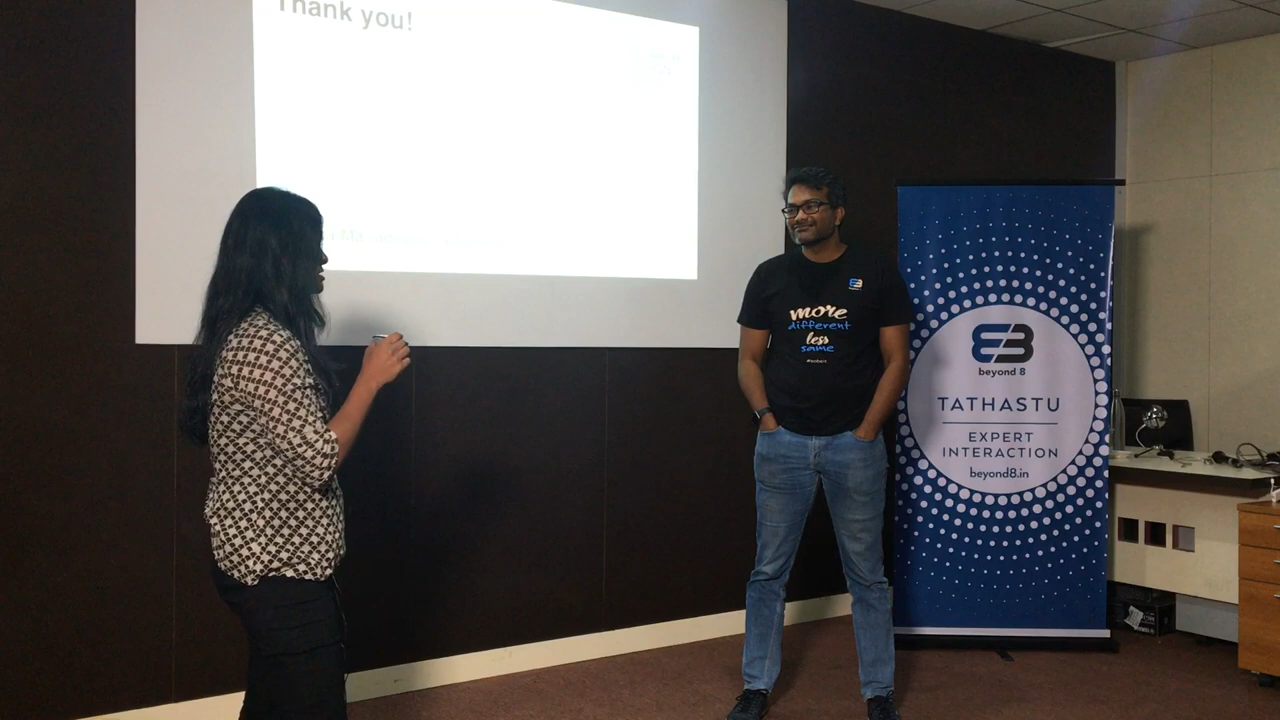 Thank you!
more
different
less
same
beyond 8
TATHASTU
EXPERT
INTERACTION
beyond8.in